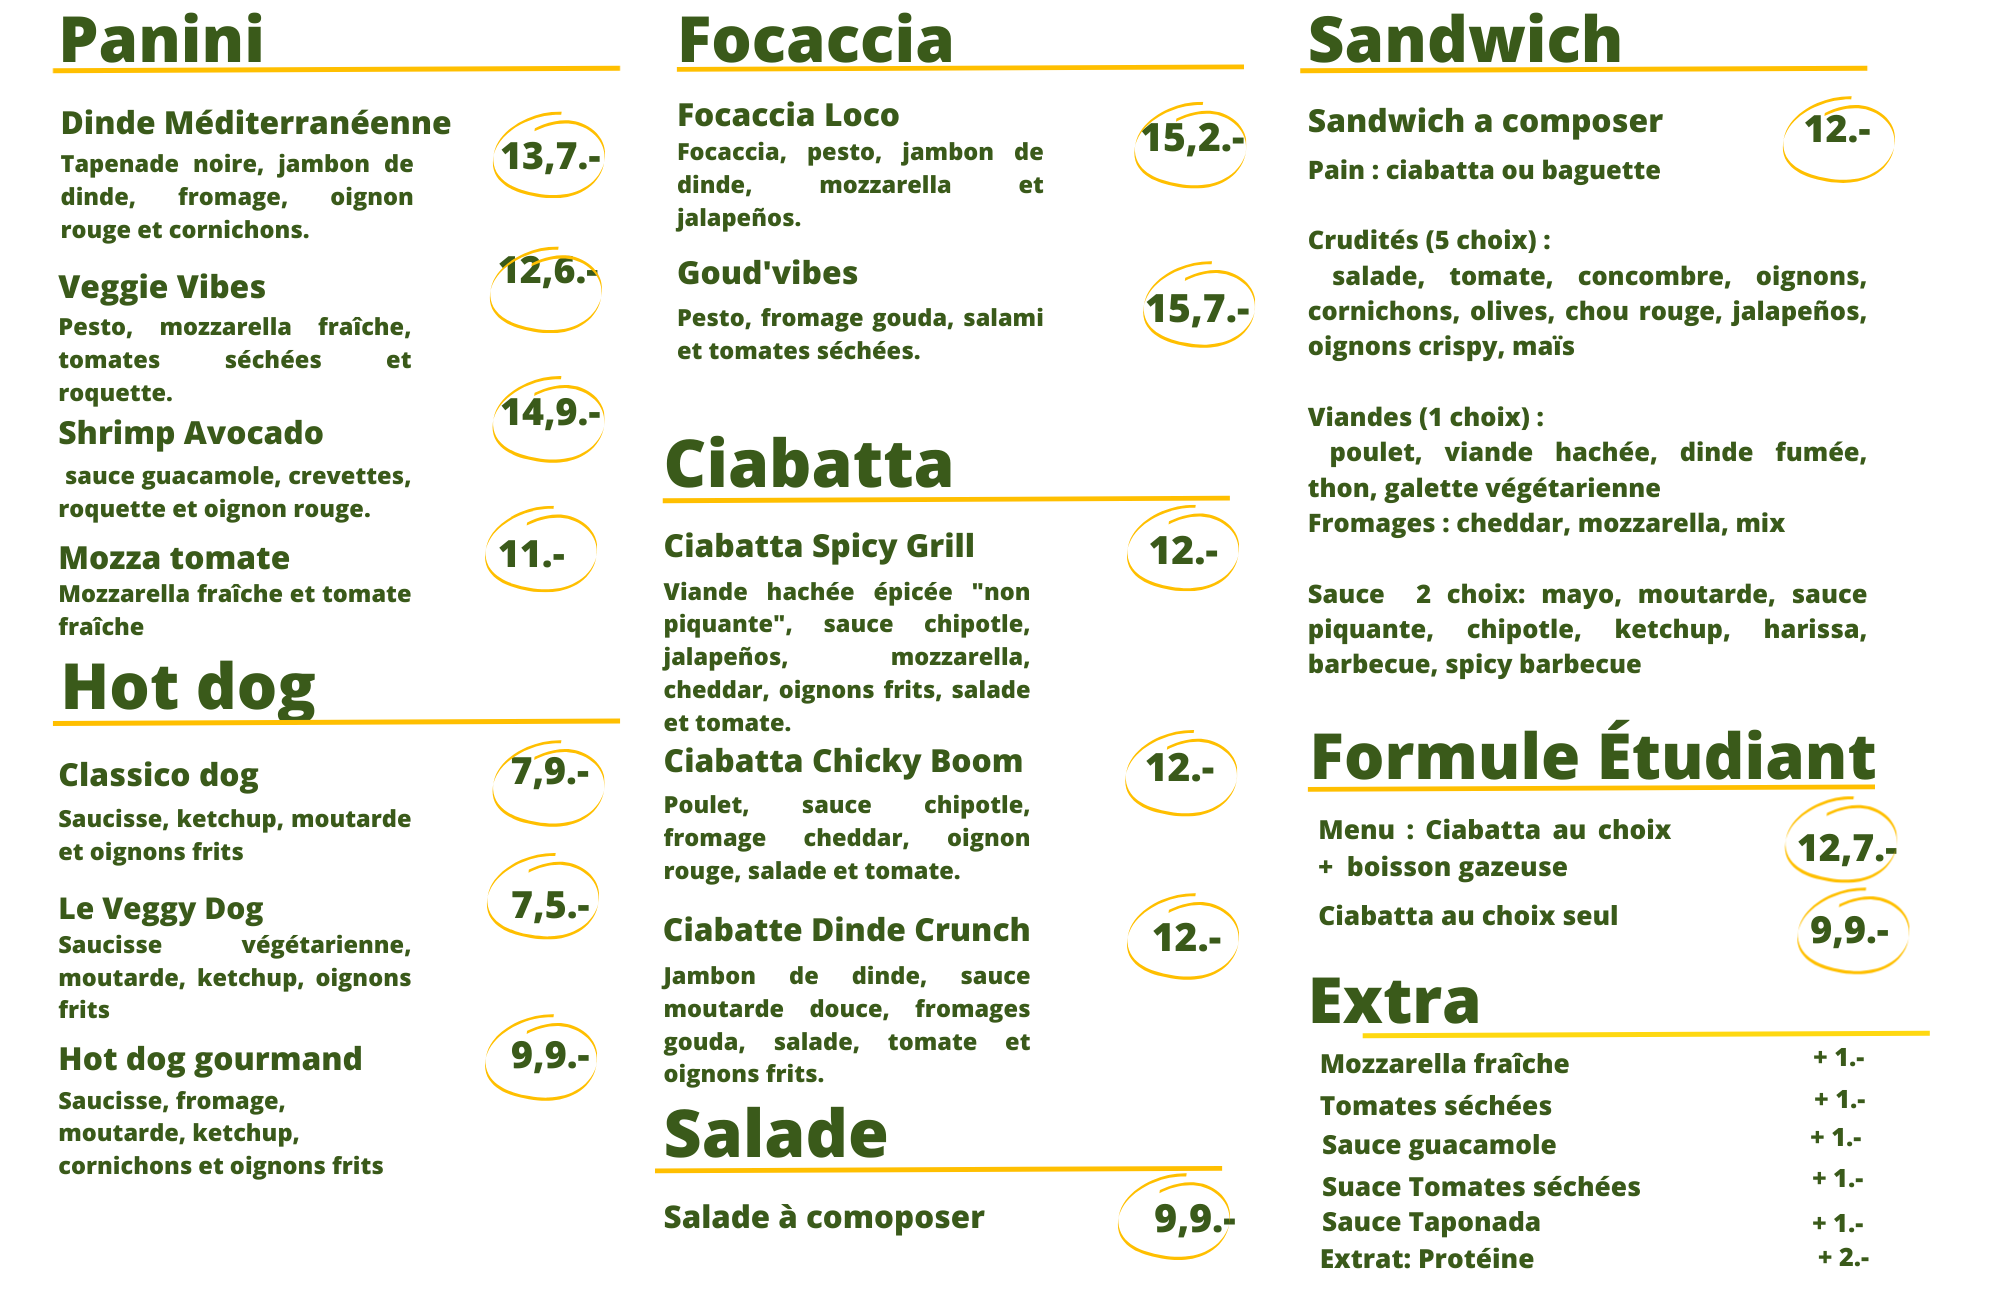 Panini
Dinde Méditerranéenne
13,7.-
Tapenade noire, jambon de
dinde, fromage, oignon
rouge et cornichons.
Veggie Vibes
12,6.-
Pesto, mozzarella fraîche,
tomates séchées et
roquette.
Shrimp Avocado
14,9.-
sauce guacamole, crevettes,
roquette et oignon rouge.
Mozza tomate
11.-
Mozzarella fraîche et tomate
fraîche
Hot dog
Classico dog
7,9.-
Saucisse, ketchup, moutarde
et oignons frits
Le Veggy Dog
7,5.-
Saucisse végétarienne,
moutarde, ketchup, oignons
frits
Hot dog gourmand
9,9.-
Saucisse, fromage,
moutarde, ketchup,
cornichons et oignons frits
Focaccia
Focaccia Loco
15,2.-
Focaccia, pesto, jambon de
dinde, mozzarella et
jalapeños.
Goud'vibes
15,7.-
Pesto, fromage gouda, salami
et tomates séchées.
Ciabatta
Ciabatta Spicy Grill
12.-
Viande hachée épicée "non
piquante", sauce chipotle,
jalapeños, mozzarella,
cheddar, oignons frits, salade
et tomate.
Ciabatta Chicky Boom
12.-
Poulet, sauce chipotle,
fromage cheddar, oignon
rouge, salade et tomate.
Ciabatte Dinde Crunch
12.-
Jambon de dinde, sauce
moutarde douce, fromages
gouda, salade, tomate et
oignons frits.
Salade
Salade à comoposer
9,9.-
Sandwich
Sandwich a composer
12.-
Pain : ciabatta ou baguette
Crudités (5 choix) :
salade, tomate, concombre, oignons,
cornichons, olives, chou rouge, jalapeños,
oignons crispy, maïs
Viandes (1 choix) :
poulet, viande hachée, dinde fumée,
thon, galette végétarienne
Fromages : cheddar, mozzarella, mix
Sauce 2 choix: mayo, moutarde, sauce
piquante, chipotle, ketchup, harissa,
barbecue, spicy barbecue
Formule Étudiant
Menu : Ciabatta au choix
+ boisson gazeuse
12,7.-
Ciabatta au choix seul
9,9.-
Extra
Mozzarella fraîche + 1.-
Tomates séchées + 1.-
Sauce guacamole + 1.-
Suace Tomates séchées + 1.-
Sauce Taponada + 1.-
Extrat: Protéine + 2.-